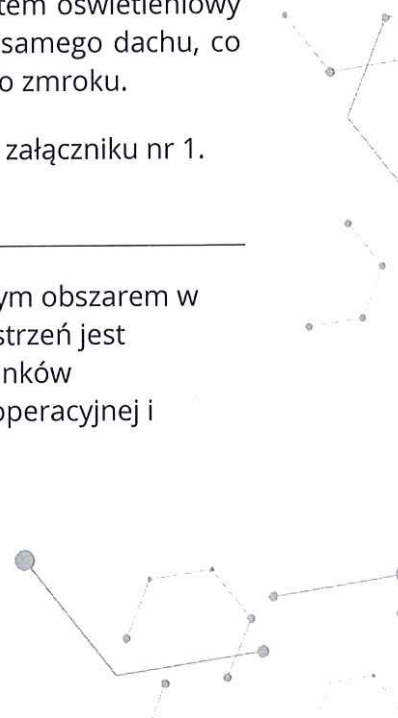 tem oświetleniowy
samego dachu, co
o zmroku.
załączniku nr 1.
ym obszarem w
strzeń jest
nków
operacyjnej i